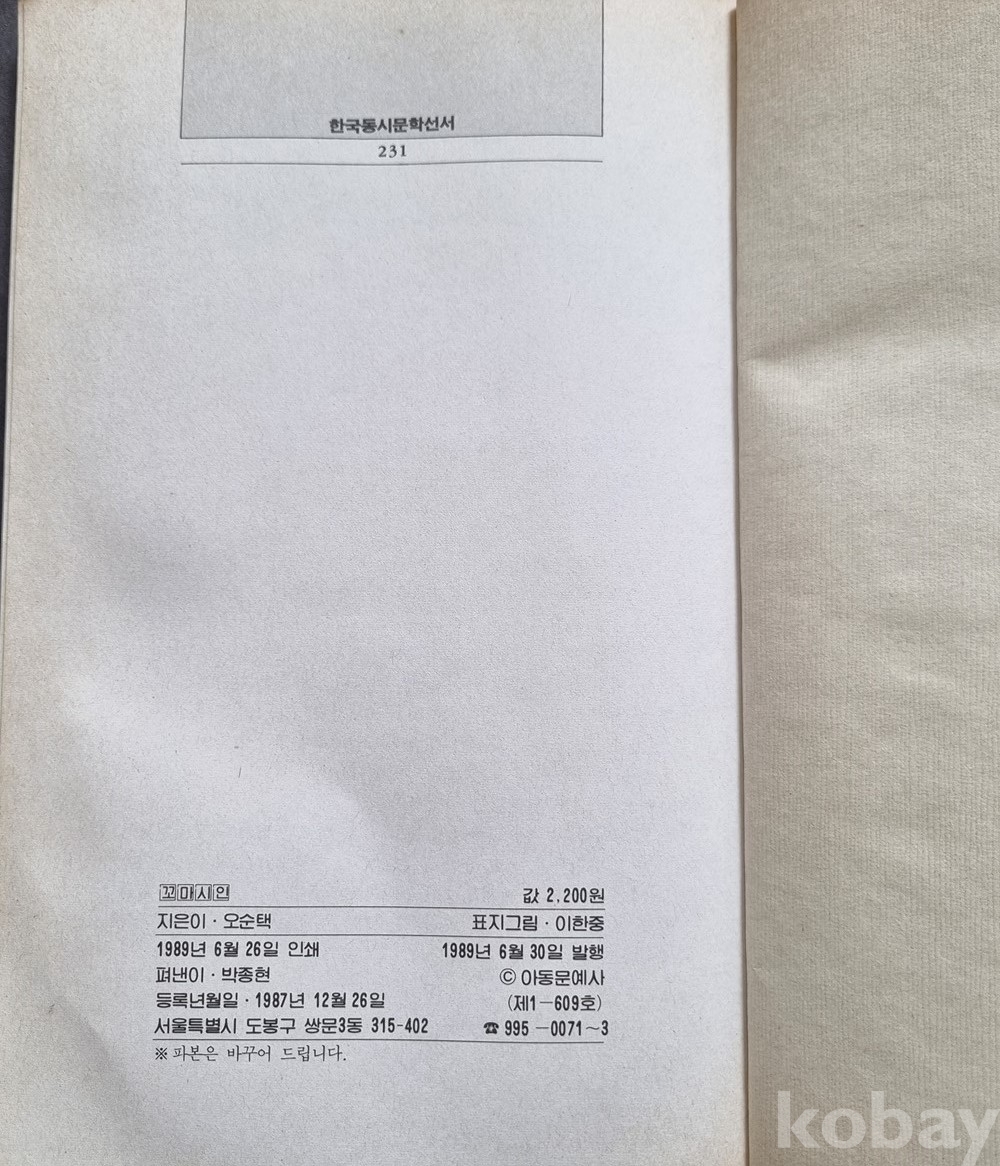 한국동시문학선서
231
꼬마시인 값 2,200원
지은이·오순택 표지그림·이한중
1989년 6월 26일 인쇄 1989년 6월 30일 발행
펴낸이·박종현 ⓒ 아동문예사
등록년월일·1987년 12월 26일 (제1-609호)
서울특별시 도봉구 쌍문3동 315-402 ☎ 995-0071~3
※ 파본은 바꾸어 드립니다.
kobay